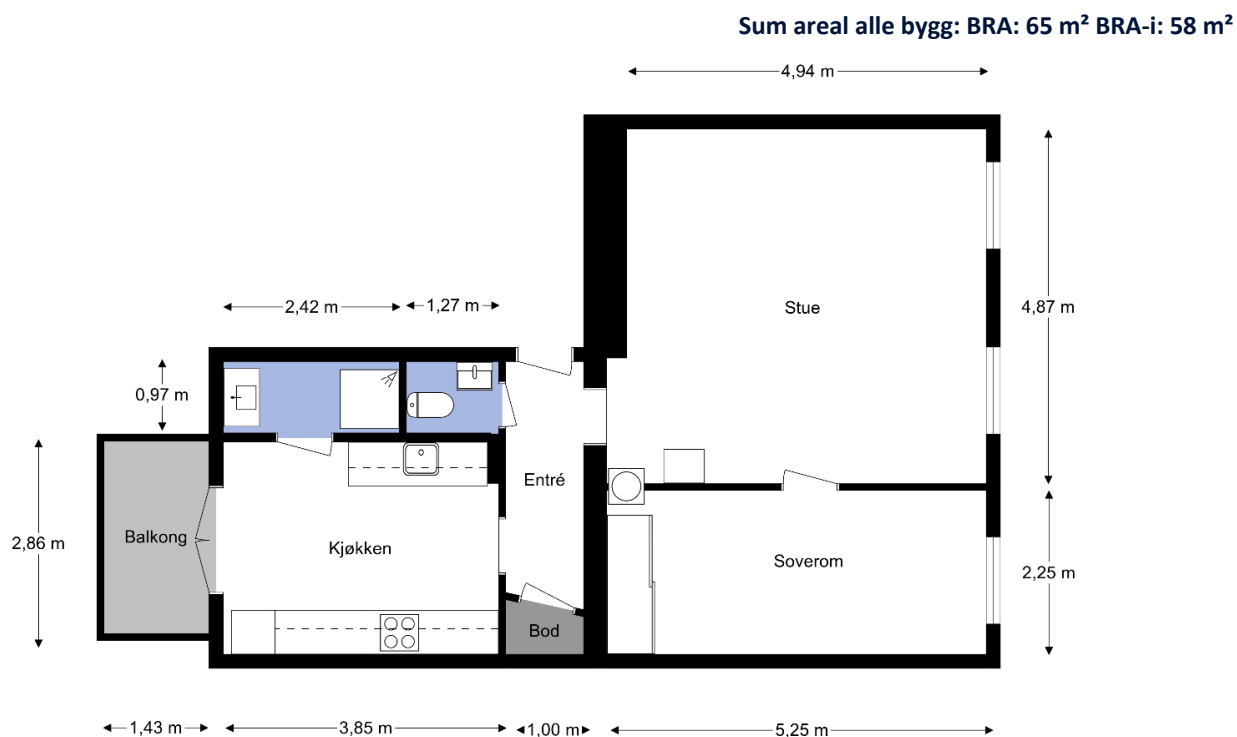 Sum areal alle bygg: BRA: 65 m² BRA-i: 58 m²
4,94 m
Stue
4,87 m
2,42 m
1,27 m
0,97 m
Entré
Balkong
Kjøkken
2,86 m
Soverom
2,25 m
Bod
1,43 m
3,85 m
1,00 m
5,25 m